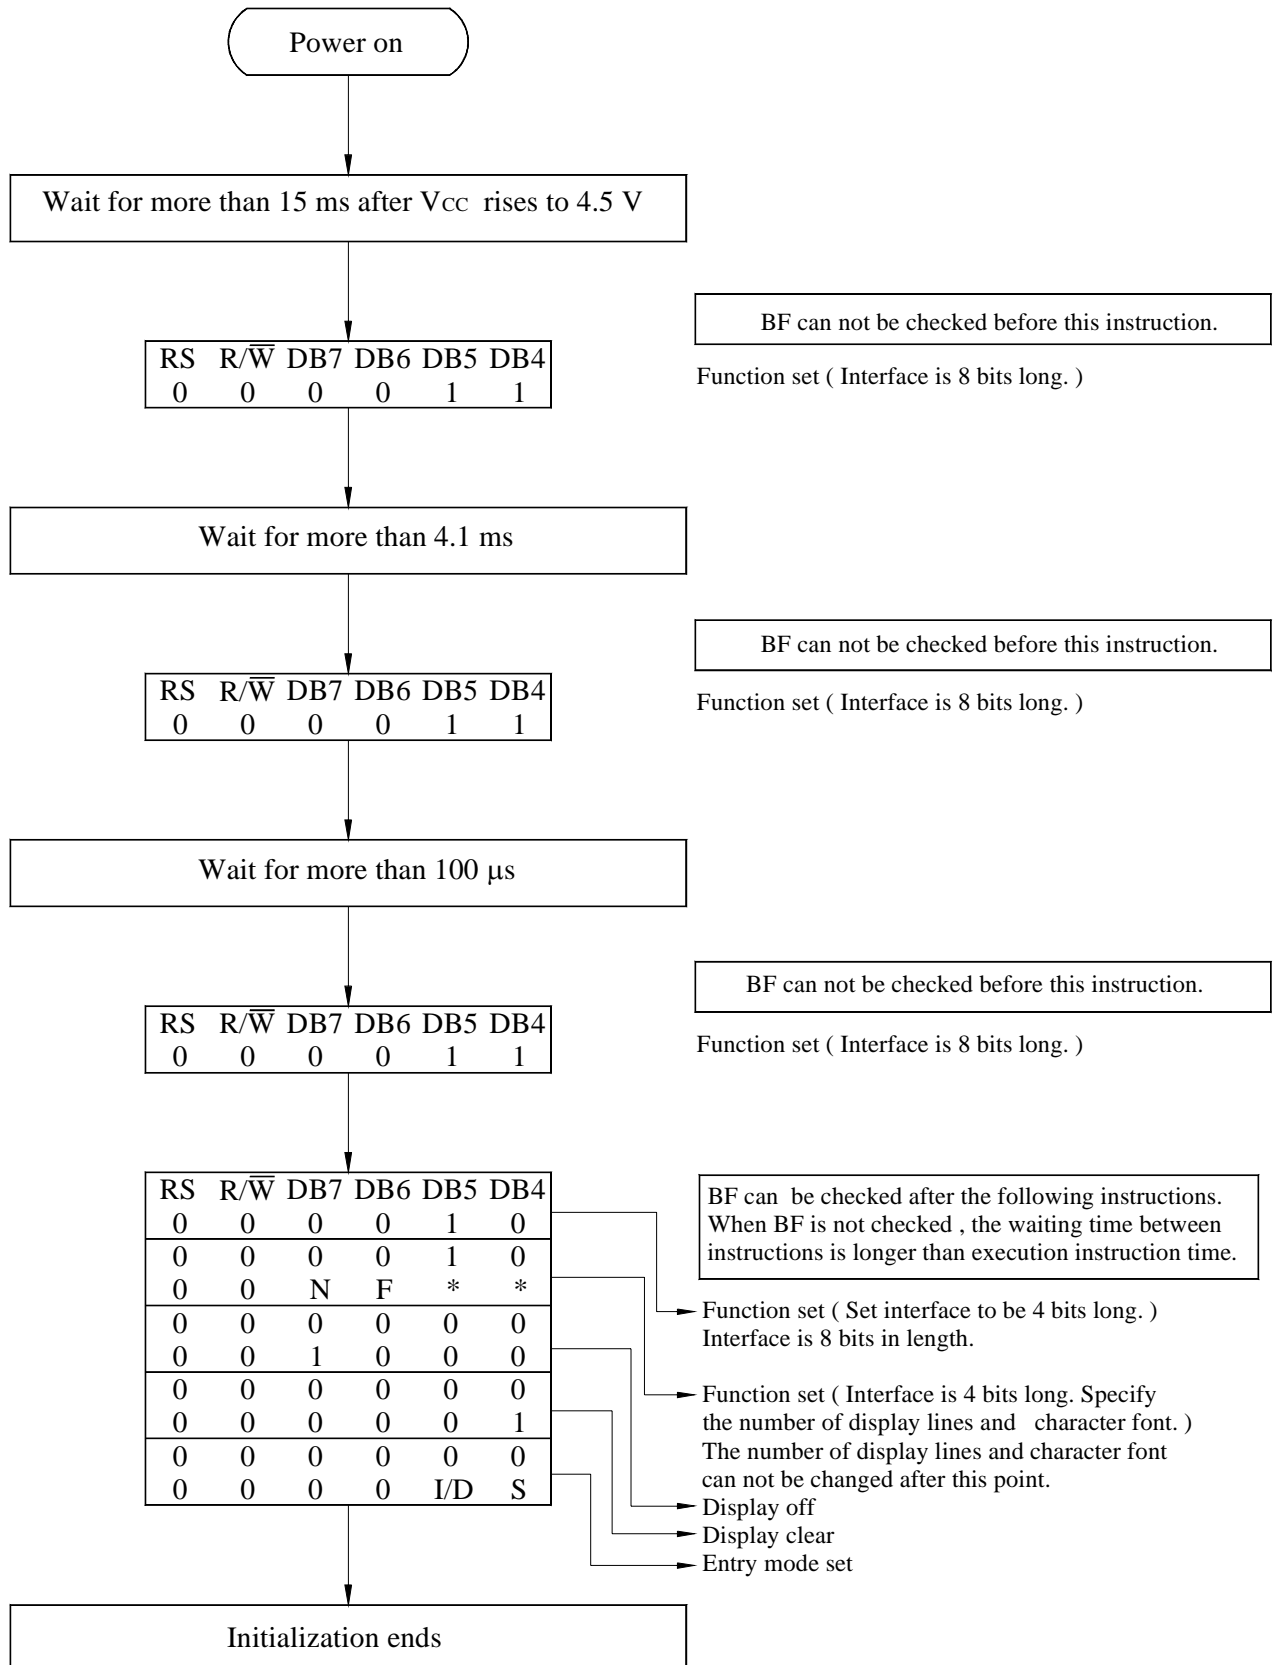 Power on
Wait for more than 15 ms after VCC rises to 4.5 V
BF can not be checked before this instruction.
RS R/W̅ DB7 DB6 DB5 DB4
0 0 0 0 1 1
Function set ( Interface is 8 bits long. )
Wait for more than 4.1 ms
BF can not be checked before this instruction.
RS R/W̅ DB7 DB6 DB5 DB4
0 0 0 0 1 1
Function set ( Interface is 8 bits long. )
Wait for more than 100 µs
BF can not be checked before this instruction.
RS R/W̅ DB7 DB6 DB5 DB4
0 0 0 0 1 1
Function set ( Interface is 8 bits long. )
RS R/W̅ DB7 DB6 DB5 DB4
0 0 0 0 1 0
0 0 0 0 1 0
0 0 N F * *
0 0 0 0 0 0
0 0 1 0 0 0
0 0 0 0 0 0
0 0 0 0 0 1
0 0 0 0 0 0
0 0 0 0 I/D S
BF can be checked after the following instructions.
When BF is not checked , the waiting time between
instructions is longer than execution instruction time.
Function set ( Set interface to be 4 bits long. )
Interface is 8 bits in length.
Function set ( Interface is 4 bits long. Specify
the number of display lines and character font. )
The number of display lines and character font
can not be changed after this point.
Display off
Display clear
Entry mode set
Initialization ends